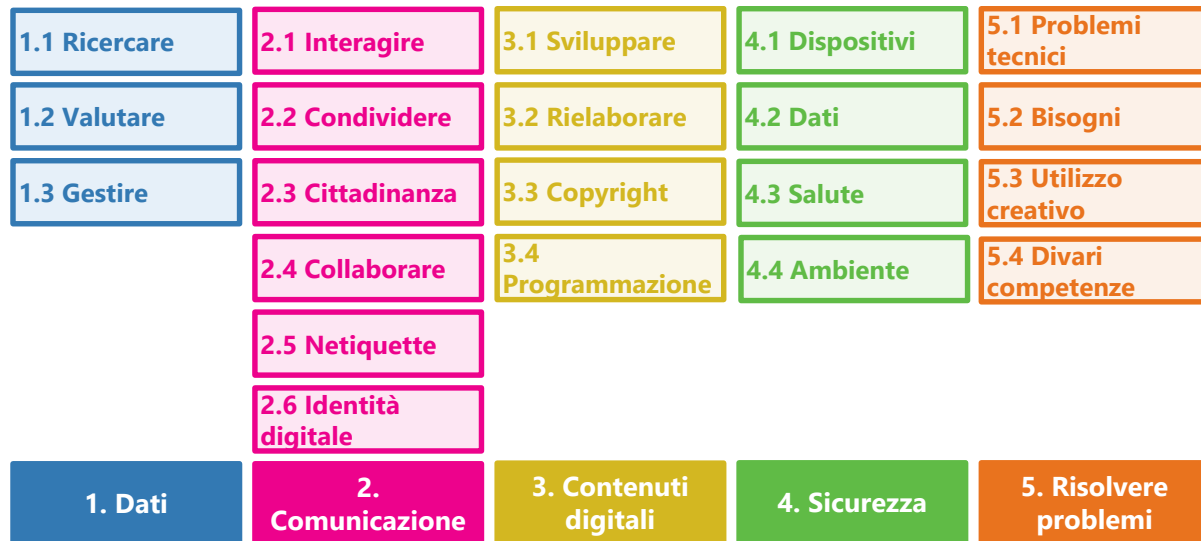 1.1 Ricercare
2.1 Interagire
3.1 Sviluppare
4.1 Dispositivi
5.1 Problemi
tecnici
1.2 Valutare
2.2 Condividere
3.2 Rielaborare
4.2 Dati
5.2 Bisogni
1.3 Gestire
2.3 Cittadinanza
3.3 Copyright
4.3 Salute
5.3 Utilizzo
creativo
2.4 Collaborare
3.4
Programmazione
4.4 Ambiente
5.4 Divari
competenze
2.5 Netiquette
2.6 Identità
digitale
1. Dati
2.
Comunicazione
3. Contenuti
digitali
4. Sicurezza
5. Risolvere
problemi